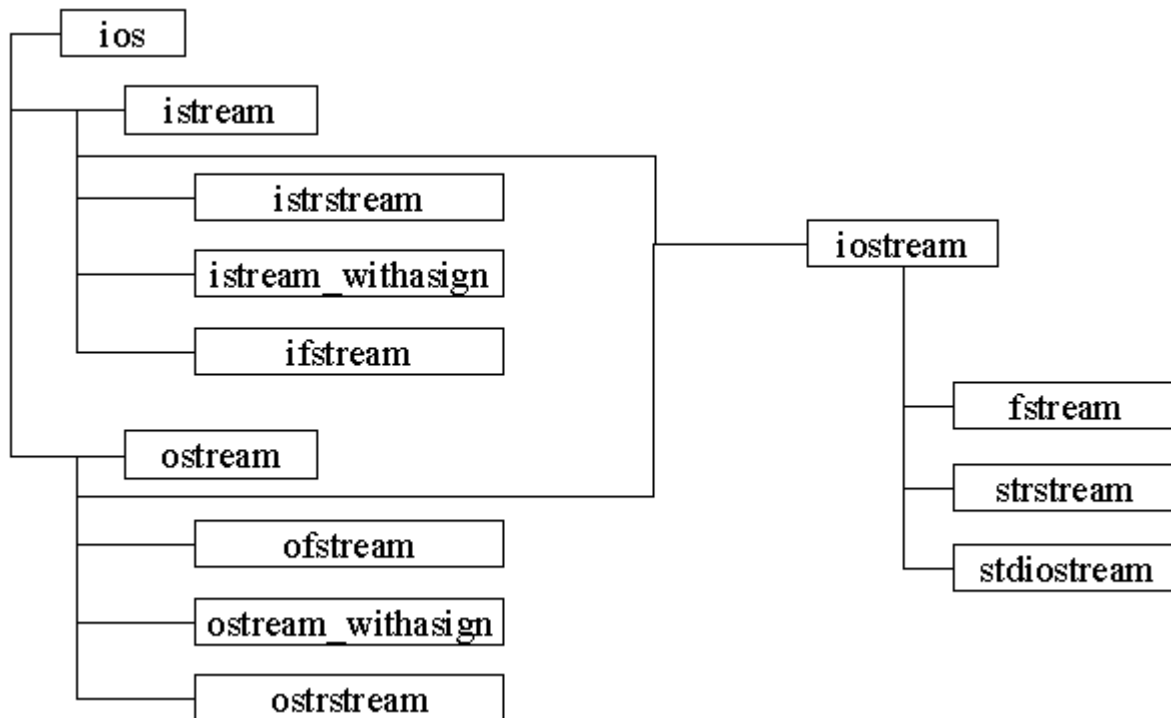 ios
istream
istrstream
istream_withasign
ifstream
ostream
ofstream
ostream_withasign
ostrstream
iostream
fstream
strstream
stdiostream